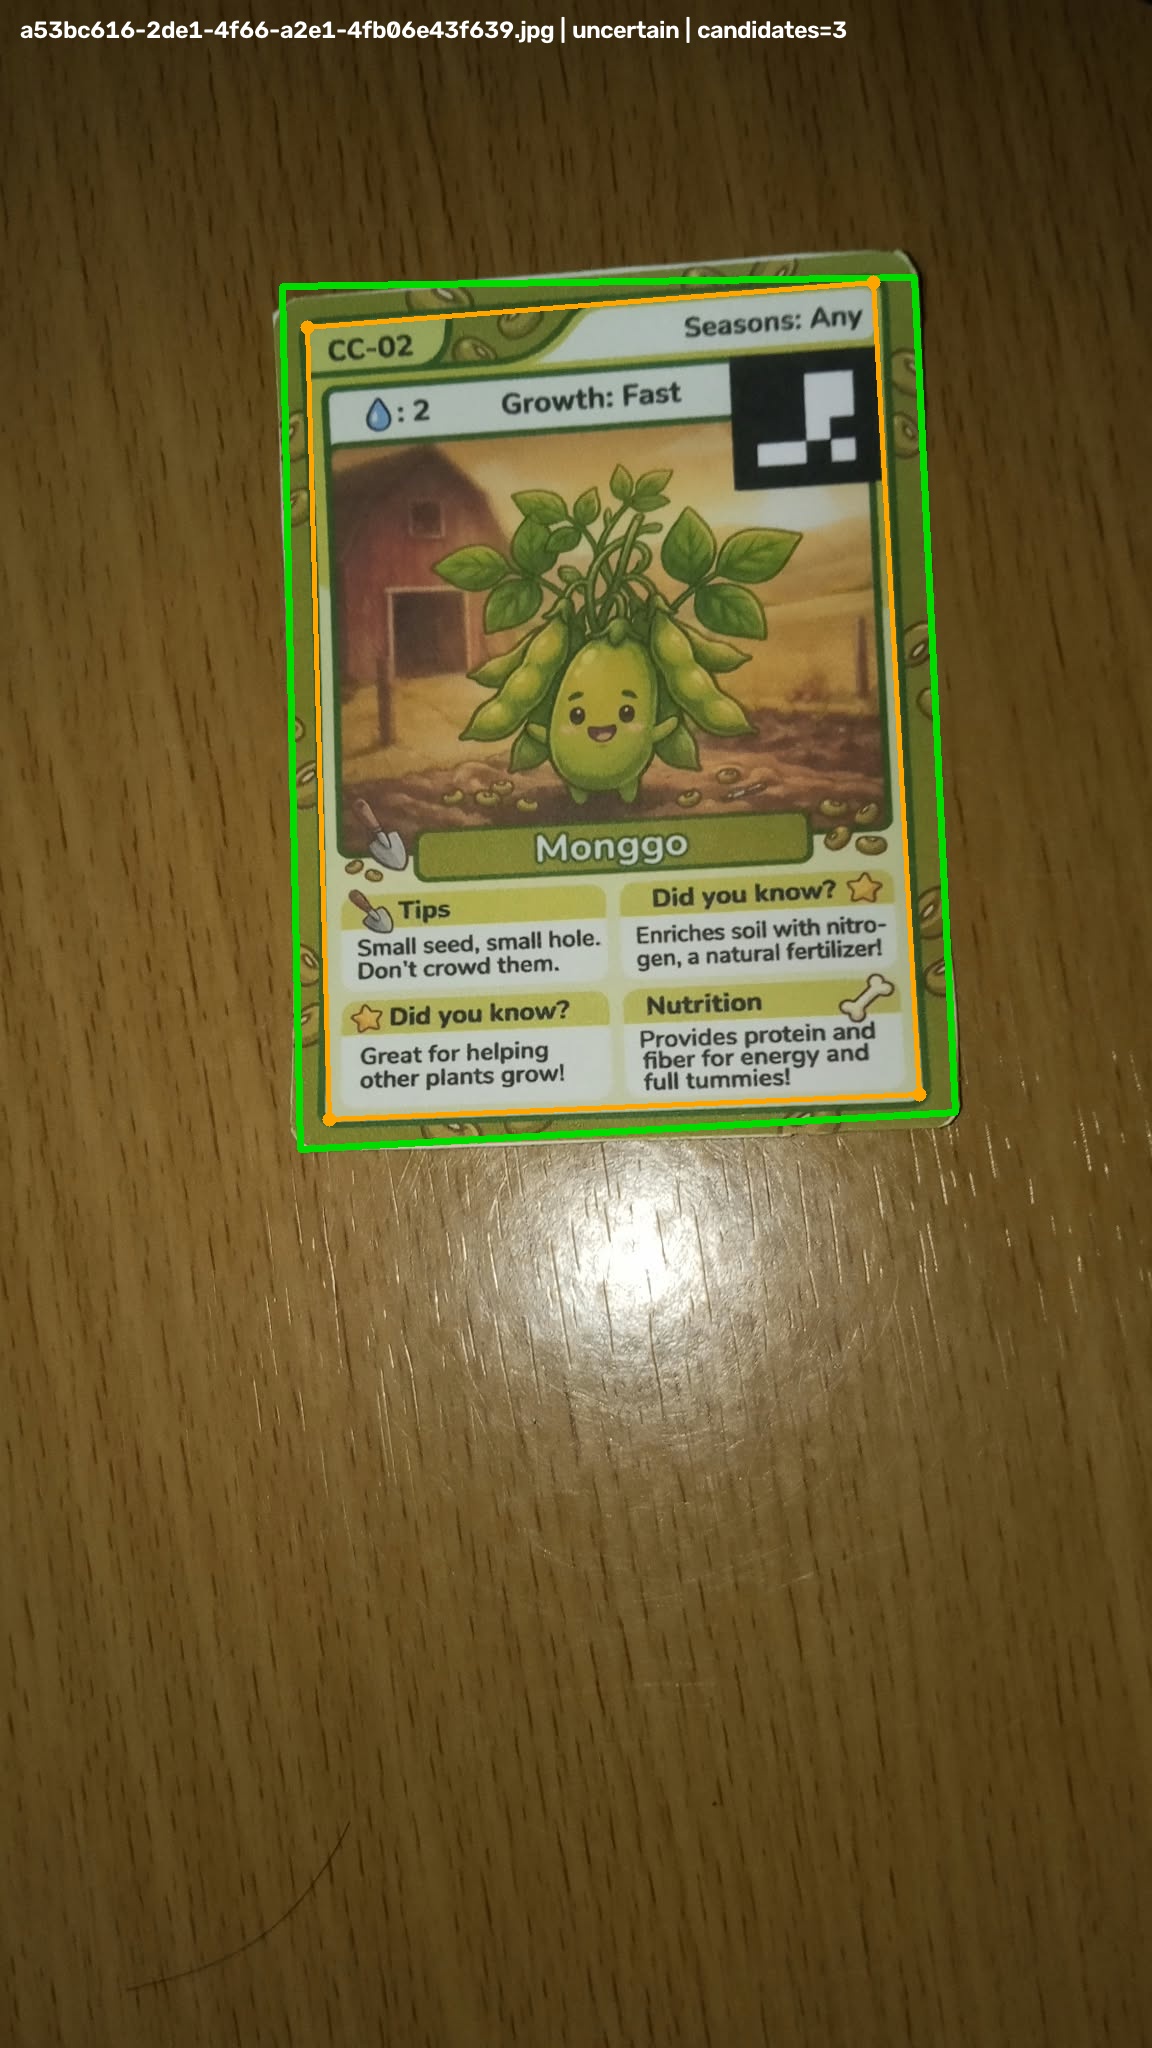 a53bc616-2de1-4f66-a2e1-4fb06e43f639.jpg | uncertain | candidates=3
CC-02
Seasons: Any
: 2
Growth: Fast
Monggo
Tips
Small seed, small hole.
Don't crowd them.
Did you know?
Enriches soil with nitro-
gen, a natural fertilizer!
Did you know?
Great for helping
other plants grow!
Nutrition
Provides protein and
fiber for energy and
full tummies!